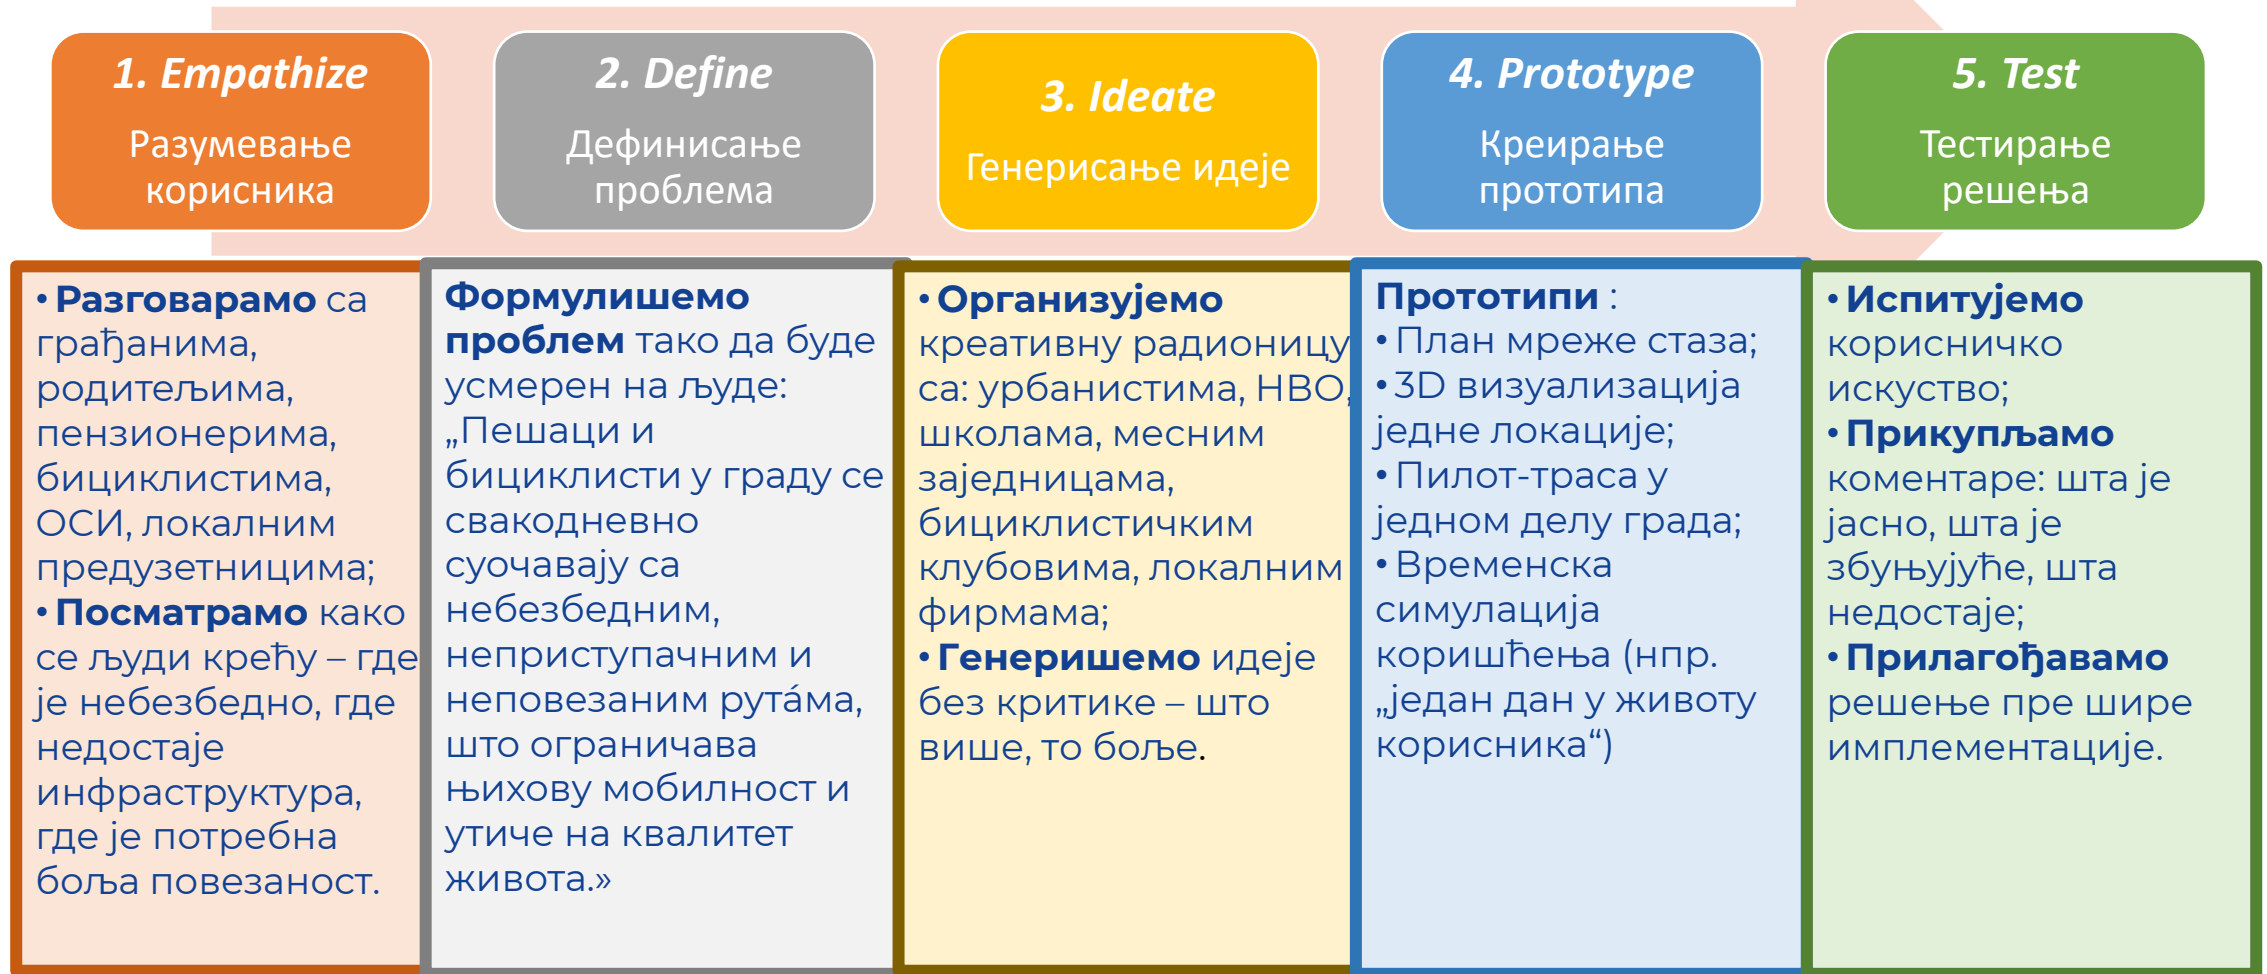 1. Empathize
Разумевање
корисника
2. Define
Дефинисање
проблема
3. Ideate
Генерисање идеје
4. Prototype
Креирање
прототипа
5. Test
Тестирање
решења
• Разговарамо са
грађанима,
родитељима,
пензионерима,
бициклистима,
ОСИ, локалним
предузетницима;
• Посматрамо како
се људи крећу – где
је небезбедно, где
недостаје
инфраструктура,
где је потребна
боља повезаност.
Формулишемо
проблем тако да буде
усмерен на људе:
„Пешаци и
бициклисти у граду се
свакодневно
суочавају са
небезбедним,
неприступачним и
неповезаним рута́ма,
што ограничава
њихову мобилност и
утиче на квалитет
живота.»
• Организујемо
креативну радионицу
са: урбанистима, НВО,
школама, месним
заједницама,
бициклистичким
клубовима, локалним
фирмама;
• Генеришемо идеје
без критике – што
више, то боље.
Прототипи :
• План мреже стаза;
• 3D визуализација
једне локације;
• Пилот-траса у
једном делу града;
• Временска
симулација
коришћења (нпр.
„један дан у животу
корисника“)
• Испитујемо
корисничко
искуство;
• Прикупљамо
коментаре: шта је
јасно, шта је
збуњујуће, шта
недостаје;
• Прилагођавамо
решење пре шире
имплементације.